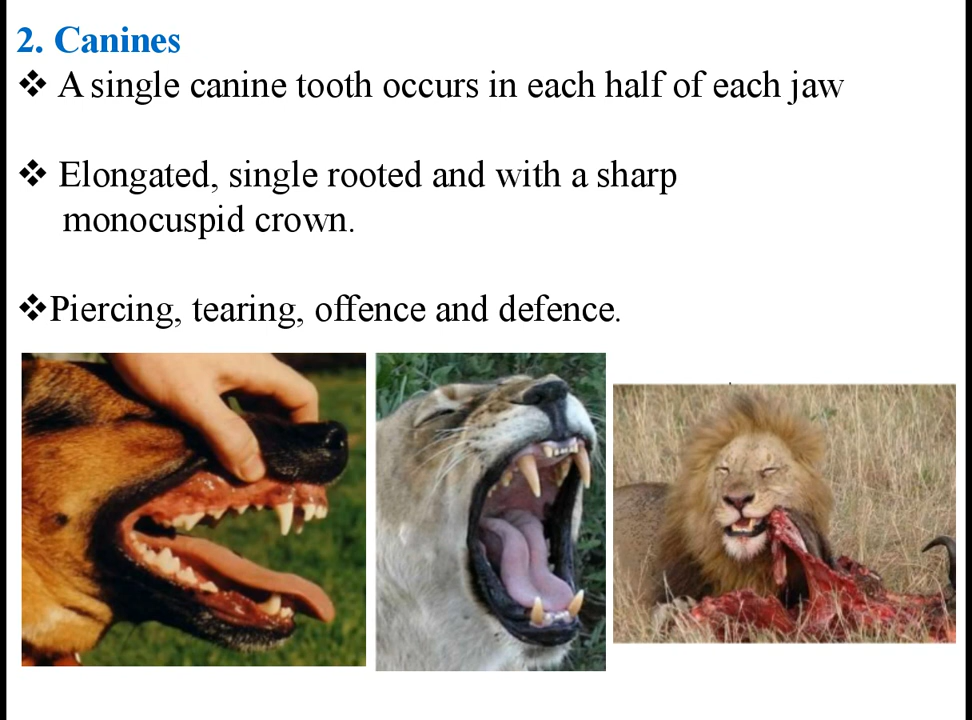 2. Canines
❖ A single canine tooth occurs in each half of each jaw
❖ Elongated, single rooted and with a sharp
monocuspid crown.
❖Piercing, tearing, offence and defence.